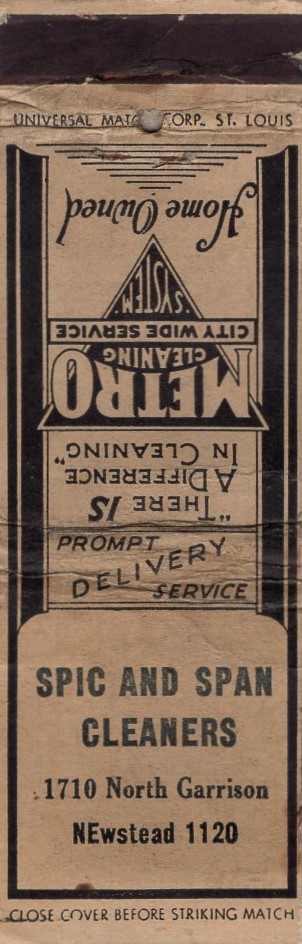 UNIVERSAL MATCH CORP., ST. LOUIS
Home Owned
SYSTEM
CITY WIDE SERVICE
CLEANING
METRO
"THERE IS
A DIFFERENCE
IN CLEANING"
PROMPT
DELIVERY
SERVICE
SPIC AND SPAN
CLEANERS
1710 North Garrison
NEwstead 1120
CLOSE COVER BEFORE STRIKING MATCH